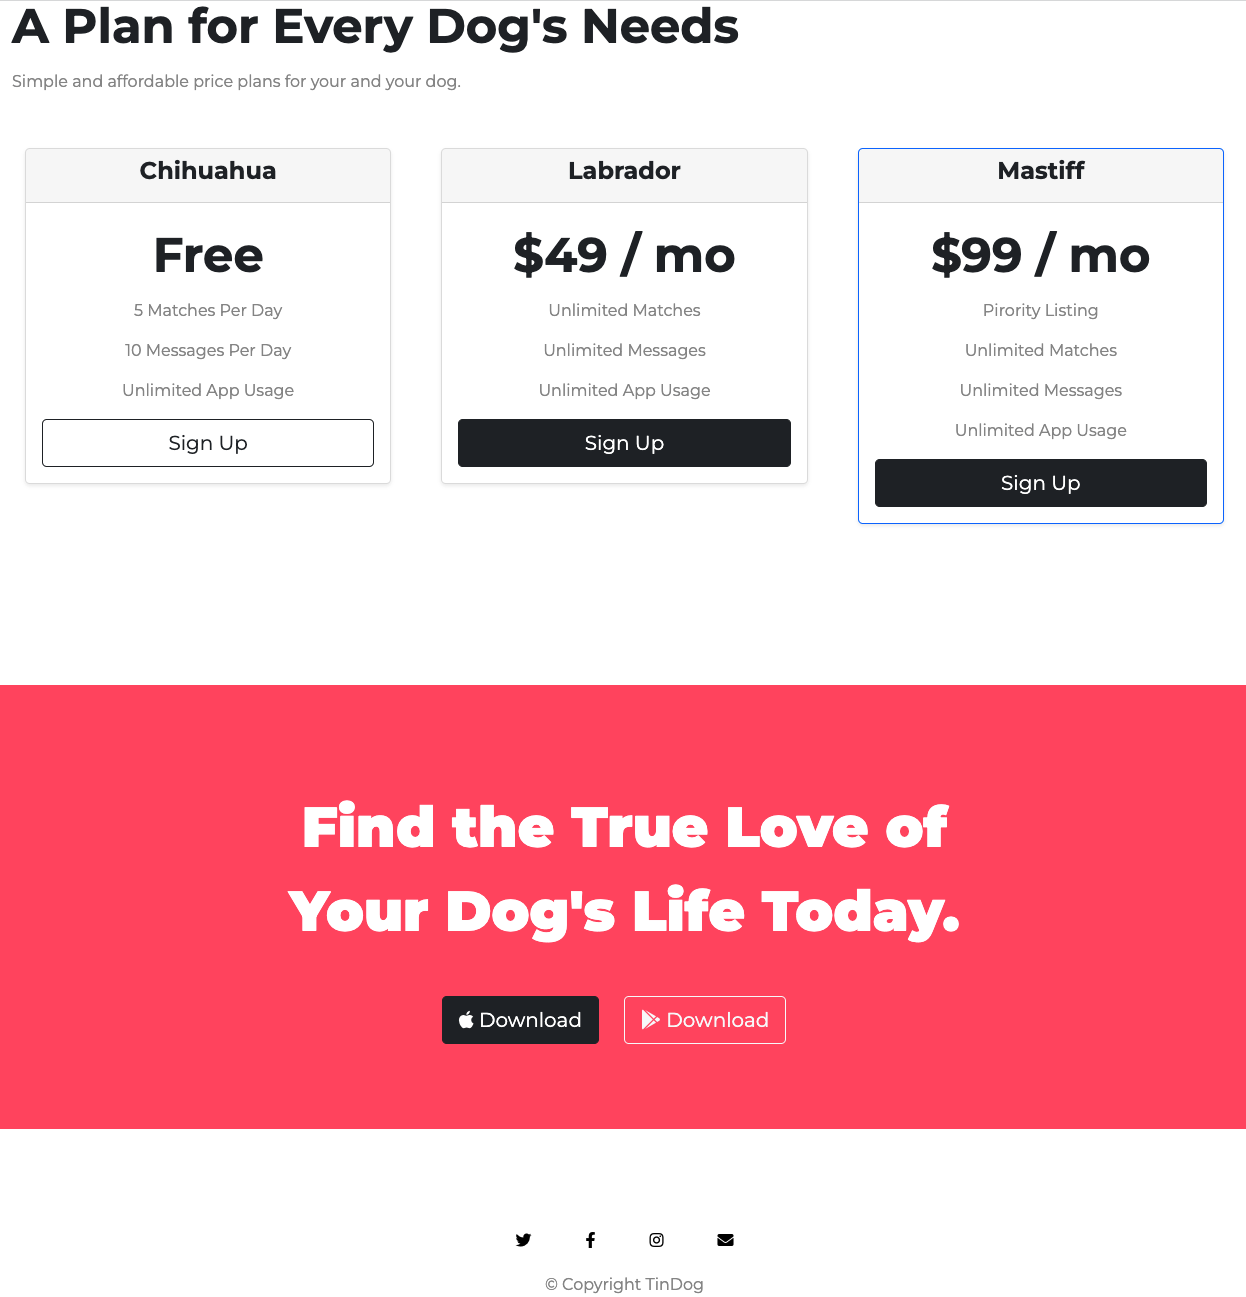 A Plan for Every Dog's Needs
Simple and affordable price plans for your and your dog.
Chihuahua
Free
5 Matches Per Day
10 Messages Per Day
Unlimited App Usage
Sign Up
Labrador
$49 / mo
Unlimited Matches
Unlimited Messages
Unlimited App Usage
Sign Up
Mastiff
$99 / mo
Pirority Listing
Unlimited Matches
Unlimited Messages
Unlimited App Usage
Sign Up
Find the True Love of
Your Dog's Life Today.
Download
Download
© Copyright TinDog